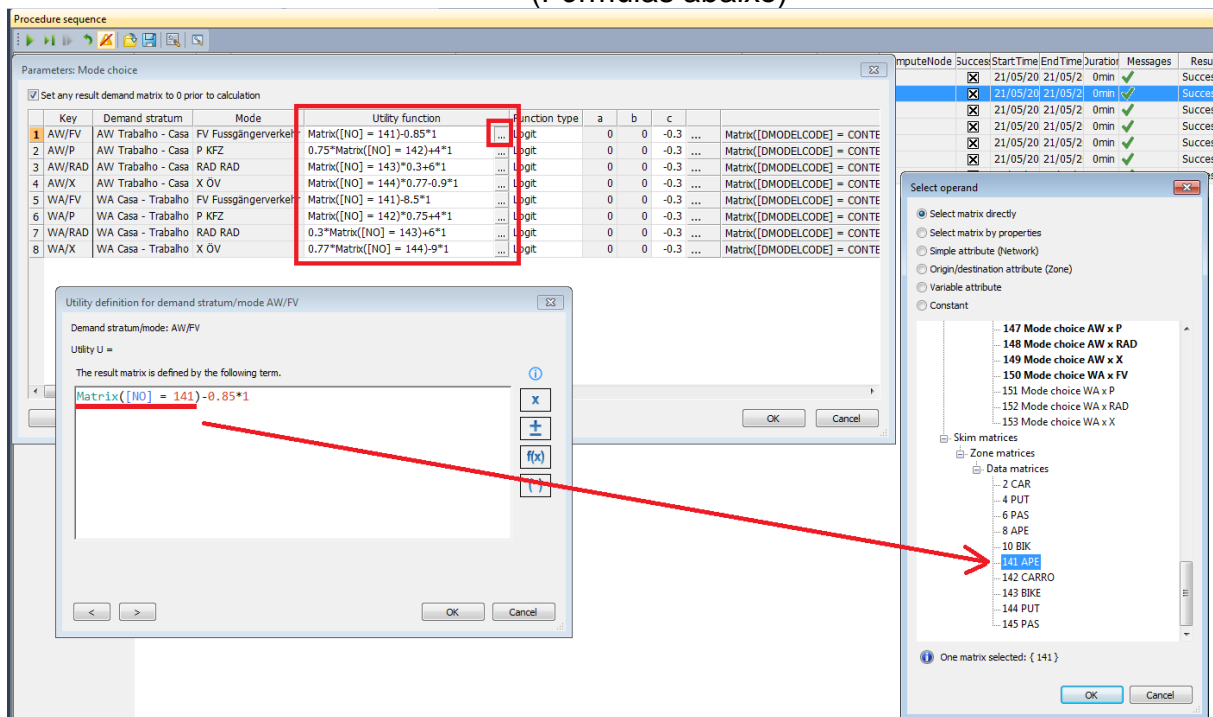 (Fórmulas abaixo)
Procedure sequence
Parameters: Mode choice
Set any result demand matrix to 0 prior to calculation
Key Demand stratum Mode Utility function Function type a b c
1 AW/FV AW Trabalho - Casa FV Fussgängerverkehr Matrix([NO] = 141)-0.85*1 ... Logit 0 0 -0.3 ... Matrix([DMODELCODE] = CONTE
2 AW/P AW Trabalho - Casa P KFZ 0.75*Matrix([NO] = 142)+4*1 ... Logit 0 0 -0.3 ... Matrix([DMODELCODE] = CONTE
3 AW/RAD AW Trabalho - Casa RAD RAD Matrix([NO] = 143)*0.3+6*1 ... Logit 0 0 -0.3 ... Matrix([DMODELCODE] = CONTE
4 AW/X AW Trabalho - Casa X ÖV Matrix([NO] = 144)*0.77-0.9*1 ... Logit 0 0 -0.3 ... Matrix([DMODELCODE] = CONTE
5 WA/FV WA Casa - Trabalho FV Fussgängerverkehr Matrix([NO] = 141)-8.5*1 ... Logit 0 0 -0.3 ... Matrix([DMODELCODE] = CONTE
6 WA/P WA Casa - Trabalho P KFZ Matrix([NO] = 142)*0.75+4*1 ... Logit 0 0 -0.3 ... Matrix([DMODELCODE] = CONTE
7 WA/RAD WA Casa - Trabalho RAD RAD 0.3*Matrix([NO] = 143)+6*1 ... Logit 0 0 -0.3 ... Matrix([DMODELCODE] = CONTE
8 WA/X WA Casa - Trabalho X ÖV 0.77*Matrix([NO] = 144)-9*1 ... Logit 0 0 -0.3 ... Matrix([DMODELCODE] = CONTE
OK Cancel
mputeNode Succes StartTime EndTime Duration Messages Resu
21/05/20 21/05/2 0min Succes
21/05/20 21/05/2 0min Succes
21/05/20 21/05/2 0min Succes
21/05/20 21/05/2 0min Succes
21/05/20 21/05/2 0min Succes
21/05/20 21/05/2 0min Succes
Utility definition for demand stratum/mode AW/FV
Demand stratum/mode: AW/FV
Utility U =
The result matrix is defined by the following term.
Matrix([NO] = 141)-0.85*1
x
±
f(x)
< > OK Cancel
Select operand
Select matrix directly
Select matrix by properties
Simple attribute (Network)
Origin/destination attribute (Zone)
Variable attribute
Constant
147 Mode choice AW x P
148 Mode choice AW x RAD
149 Mode choice AW x X
150 Mode choice WA x FV
151 Mode choice WA x P
152 Mode choice WA x RAD
153 Mode choice WA x X
Skim matrices
Zone matrices
Data matrices
2 CAR
4 PUT
6 PAS
8 APE
10 BIK
141 APE
142 CARRO
143 BIKE
144 PUT
145 PAS
One matrix selected: { 141 }
OK Cancel